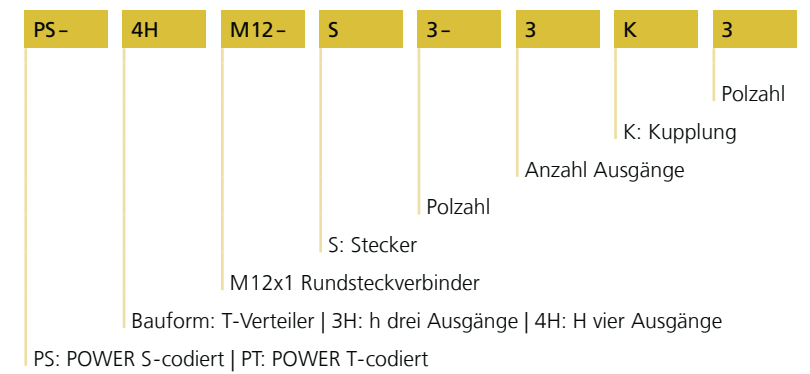 PS– 4H M12– S 3– 3 K 3
Polzahl
K: Kupplung
Anzahl Ausgänge
Polzahl
S: Stecker
M12x1 Rundsteckverbinder
Bauform: T-Verteiler | 3H: h drei Ausgänge | 4H: H vier Ausgänge
PS: POWER S-codiert | PT: POWER T-codiert